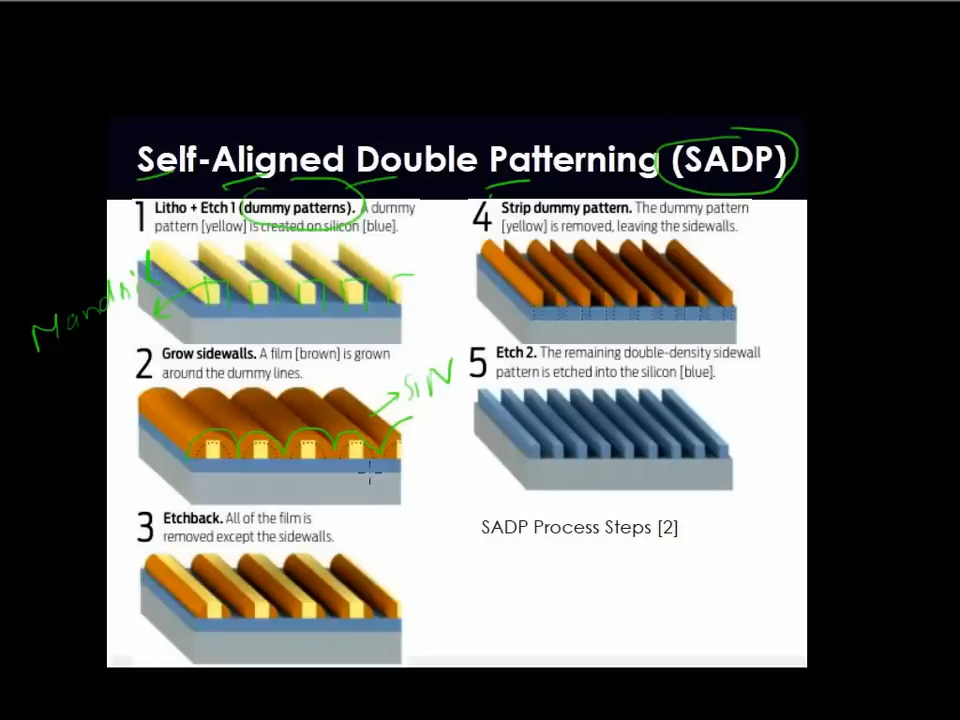 Self-Aligned Double Patterning (SADP)
1 Litho + Etch 1 (dummy patterns). A dummy
pattern [yellow] is created on silicon [blue].
Mandril
2 Grow sidewalls. A film [brown] is grown
around the dummy lines.
SiN
3 Etchback. All of the film is
removed except the sidewalls.
4 Strip dummy pattern. The dummy pattern
[yellow] is removed, leaving the sidewalls.
5 Etch 2. The remaining double-density sidewall
pattern is etched into the silicon [blue].
SADP Process Steps [2]